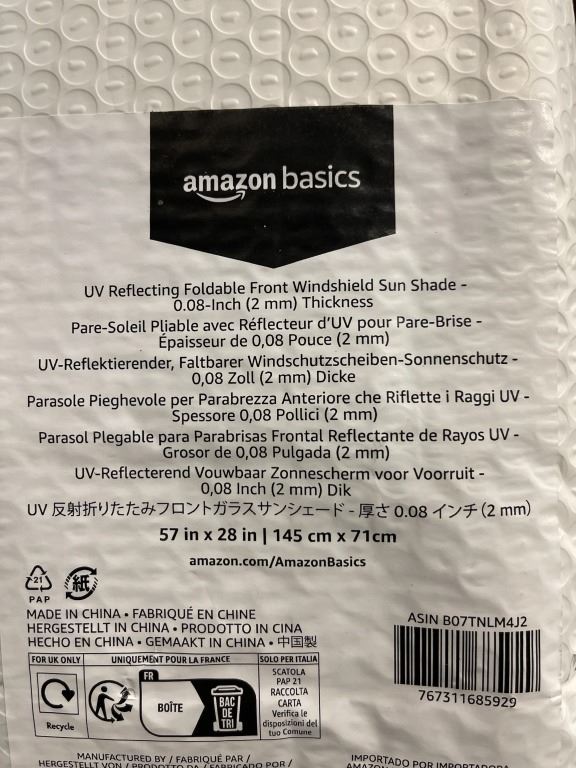 amazon basics
UV Reflecting Foldable Front Windshield Sun Shade -
0.08-Inch (2 mm) Thickness
Pare-Soleil Pliable avec Réflecteur d'UV pour Pare-Brise -
Épaisseur de 0,08 Pouce (2 mm)
UV-Reflektierender, Faltbarer Windschutzscheiben-Sonnenschutz -
0,08 Zoll (2 mm) Dicke
Parasole Pieghevole per Parabrezza Anteriore che Riflette i Raggi UV -
Spessore 0,08 Pollici (2 mm)
Parasol Plegable para Parabrisas Frontal Reflectante de Rayos UV -
Grosor de 0,08 Pulgada (2 mm)
UV-Reflecterend Vouwbaar Zonnescherm voor Voorruit -
0,08 Inch (2 mm) Dik
UV 反射折りたたみフロントガラスサンシェード - 厚さ 0.08 インチ (2 mm)
57 in x 28 in | 145 cm x 71cm
amazon.com/AmazonBasics
21
PAP
紙
MADE IN CHINA • FABRIQUÉ EN CHINE
HERGESTELLT IN CHINA • PRODOTTO IN CINA
HECHO EN CHINA • GEMAAKT IN CHINA • 中国製
ASIN B07TNLM4J2
767311685929
FOR UK ONLY
Recycle
UNIQUEMENT POUR LA FRANCE
FR
BOÎTE
BAC
DE
TRI
SOLO PER ITALIA
SCATOLA
PAP 21
RACCOLTA
CARTA
Verifica le
disposizioni del
tuo Comune
MANUFACTURED BY / FABRIQUÉ PAR /
HERGESTELLT VON / PRODOTTO DA / FABRICADO POR /
IMPORTADO POR IMPORTADORA
AMAZON